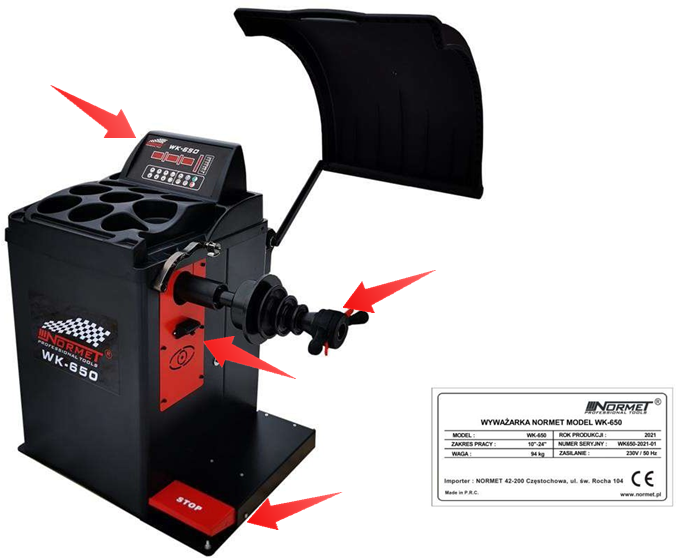 NORMET
WK-650
NORMET®
PROFESSIONAL TOOLS
WK-650
STOP
NORMET®
PROFESSIONAL TOOLS
WYWAŻARKA NORMET MODEL WK-650
MODEL : WK-650 ROK PRODUKCJI : 2021
ZAKRES PRACY : 10"-24" NUMER SERYJNY : WK650-2021-01
WAGA : 94 kg ZASILANIE : 230V / 50 Hz
Importer : NORMET 42-200 Częstochowa, ul. św. Rocha 104 CE
Made in P.R.C. www.normet.pl